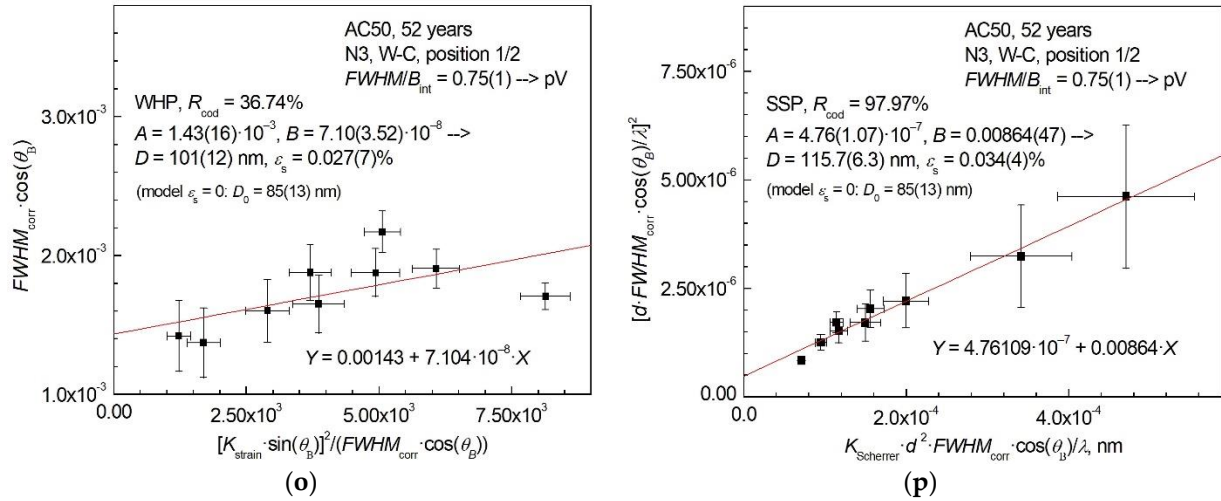 AC50, 52 years
N3, W-C, position 1/2
FWHM/B_int = 0.75(1) --> pV
WHP, R_cod = 36.74%
A = 1.43(16)·10⁻³, B = 7.10(3.52)·10⁻⁸ -->
D = 101(12) nm, ε_s = 0.027(7)%
(model ε_s = 0: D_0 = 85(13) nm)
Y = 0.00143 + 7.104·10⁻⁸·X
FWHM_corr·cos(θ_B)
3.0x10⁻³
2.0x10⁻³
1.0x10⁻³
0.00 2.50x10³ 5.00x10³ 7.50x10³
[K_strain·sin(θ_B)]²/(FWHM_corr·cos(θ_B))
(o)
AC50, 52 years
N3, W-C, position 1/2
FWHM/B_int = 0.75(1) --> pV
SSP, R_cod = 97.97%
A = 4.76(1.07)·10⁻⁷, B = 0.00864(47) -->
D = 115.7(6.3) nm, ε_s = 0.034(4)%
(model ε_s = 0: D_0 = 85(13) nm)
Y = 4.76109·10⁻⁷ + 0.00864·X
[d·FWHM_corr·cos(θ_B)/λ]²
7.50x10⁻⁶
5.00x10⁻⁶
2.50x10⁻⁶
0.00
0.0 2.0x10⁻⁴ 4.0x10⁻⁴
K_Scherrer·d²·FWHM_corr·cos(θ_B)/λ, nm
(p)